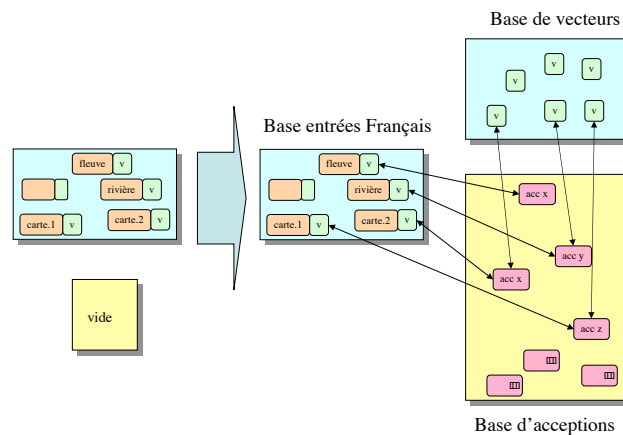 Base de vecteurs
v
v
v
v
v
v
Base entrées Français
fleuve v
rivière v
carte.1 v
carte.2 v
fleuve v
rivière v
carte.1 v
carte.2 v
acc x
acc y
acc x
acc z
vide
Base d'acceptions